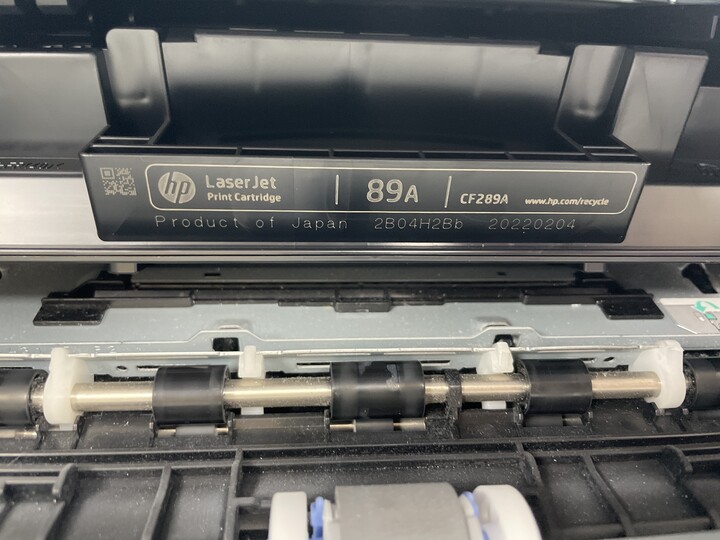 hp LaserJet 89A CF289A www.hp.com/recycle
Print Cartridge
Product of Japan 2B04H2Bb 20220204